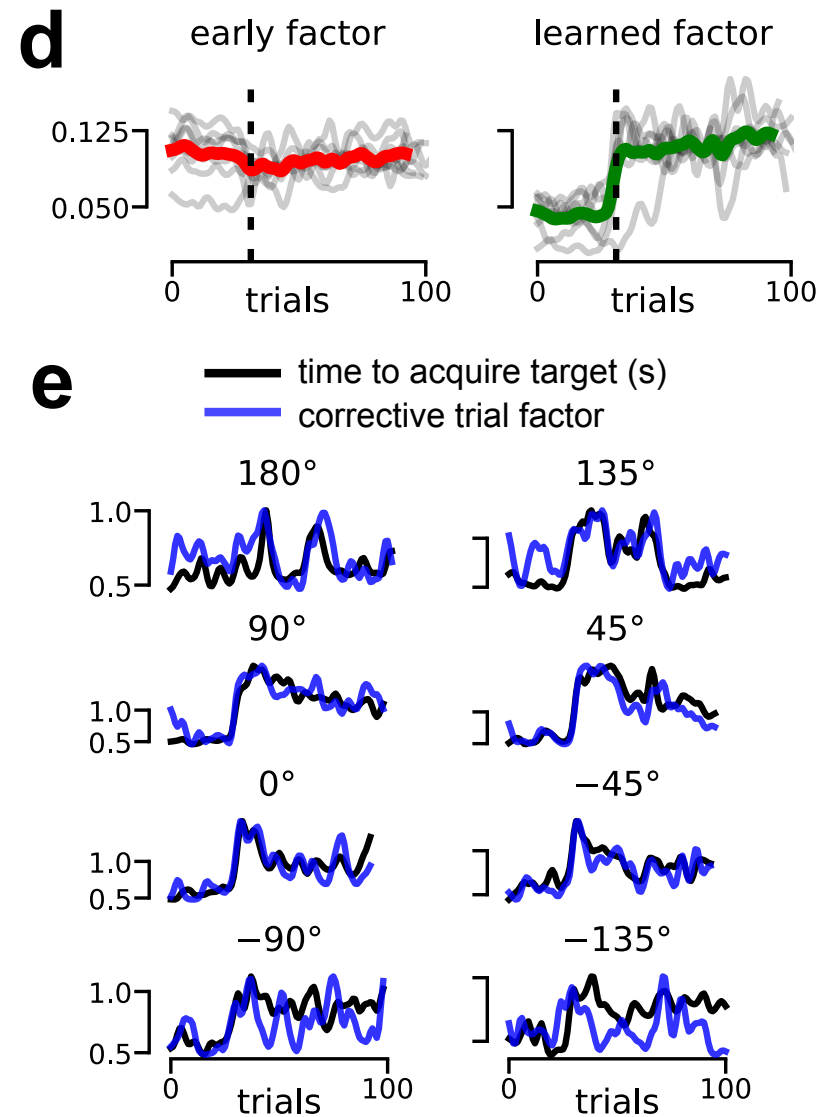 d
early factor learned factor
0.125
0.050
0 100 0 100
trials trials
e
time to acquire target (s)
corrective trial factor
180° 135°
1.0
0.5
90° 45°
1.0
0.5
0° −45°
1.0
0.5
−90° −135°
1.0
0.5
0 100 0 100
trials trials